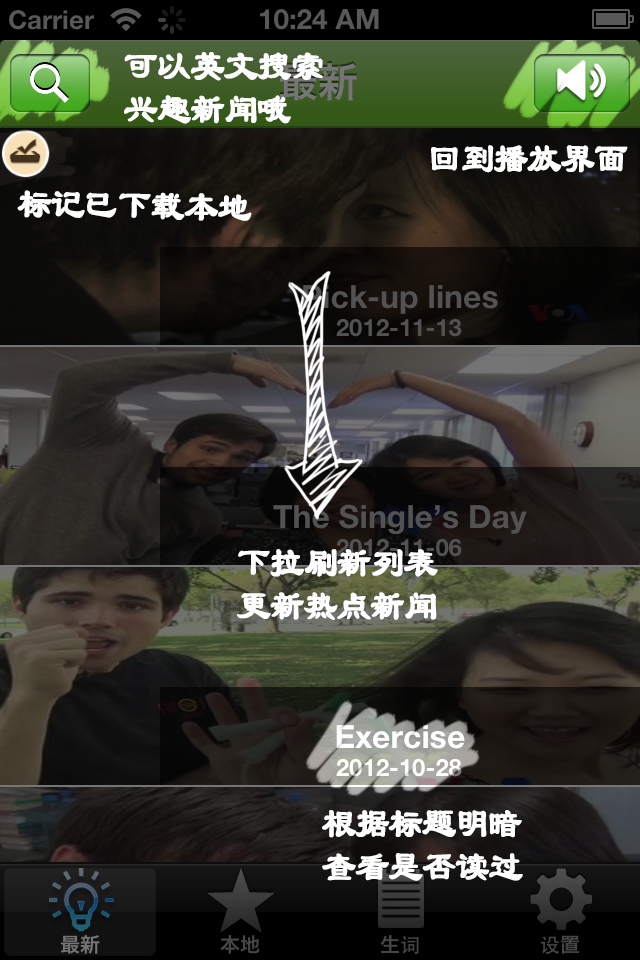 Carrier
10:24 AM
最新
可以英文搜索
兴趣新闻哦
回到播放界面
标记已下载本地
Pick-up lines
2012-11-13
VOA
The Single's Day
2012-11-06
下拉刷新列表
更新热点新闻
Exercise
2012-10-28
根据标题明暗
查看是否读过
最新
本地
生词
设置